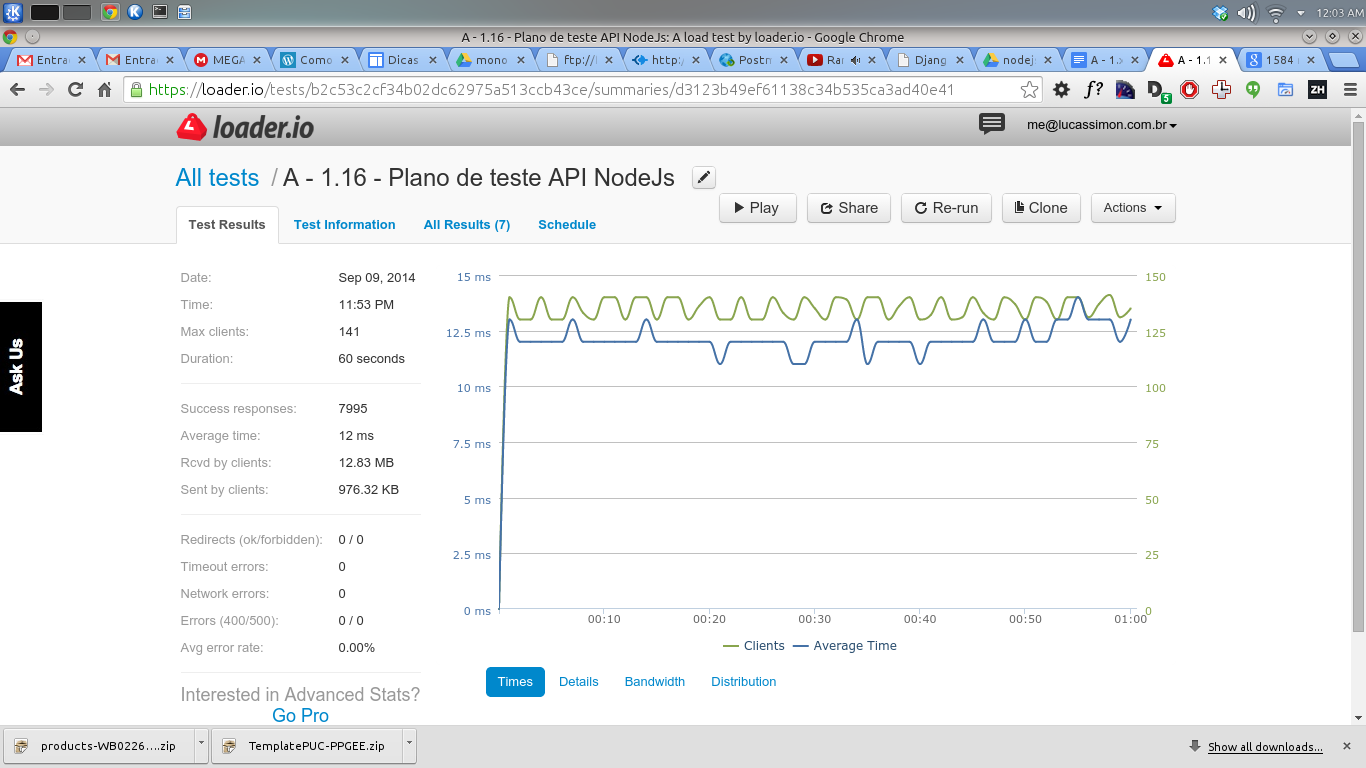 12:03 AM
A - 1.16 - Plano de teste API NodeJs: A load test by loader.io - Google Chrome
Entra Entra MEGA Como Dicas mono ftp:// http: Postm Ra Djang nodej A - 1. A - 1.1 1584
https://loader.io/tests/b2c53c2cf34b02dc62975a513ccb43ce/summaries/d3123b49ef61138c34b535ca3ad40e41
f? D 5 ZH
loader.io
me@lucassimon.com.br
All tests / A - 1.16 - Plano de teste API NodeJs
Play Share Re-run Clone Actions
Test Results Test Information All Results (7) Schedule
Date: Sep 09, 2014
Time: 11:53 PM
Max clients: 141
Duration: 60 seconds
Success responses: 7995
Average time: 12 ms
Rcvd by clients: 12.83 MB
Sent by clients: 976.32 KB
Redirects (ok/forbidden): 0 / 0
Timeout errors: 0
Network errors: 0
Errors (400/500): 0 / 0
Avg error rate: 0.00%
Interested in Advanced Stats?
Go Pro
Ask Us
15 ms 150
12.5 ms 125
10 ms 100
7.5 ms 75
5 ms 50
2.5 ms 25
0 ms 0
00:10 00:20 00:30 00:40 00:50 01:00
Clients Average Time
Times Details Bandwidth Distribution
products-WB0226....zip TemplatePUC-PPGEE.zip Show all downloads...